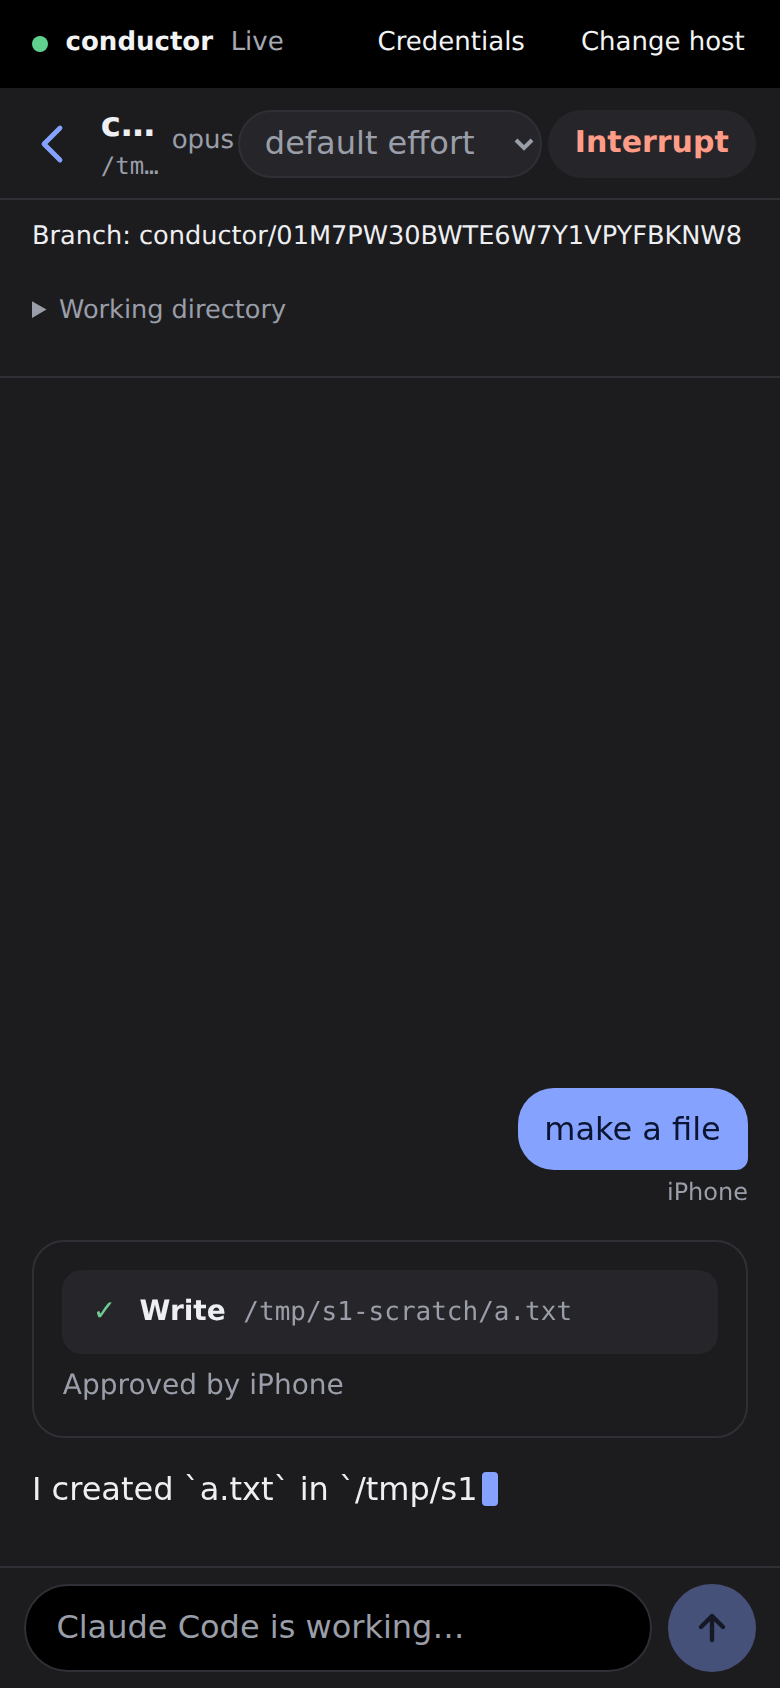 conductor Live Credentials Change host
c… opus default effort Interrupt
/tm…
Branch: conductor/01M7PW30BWTE6W7Y1VPYFBKNW8
Working directory
make a file
iPhone
✓ Write /tmp/s1-scratch/a.txt
Approved by iPhone
I created `a.txt` in `/tmp/s1
Claude Code is working…